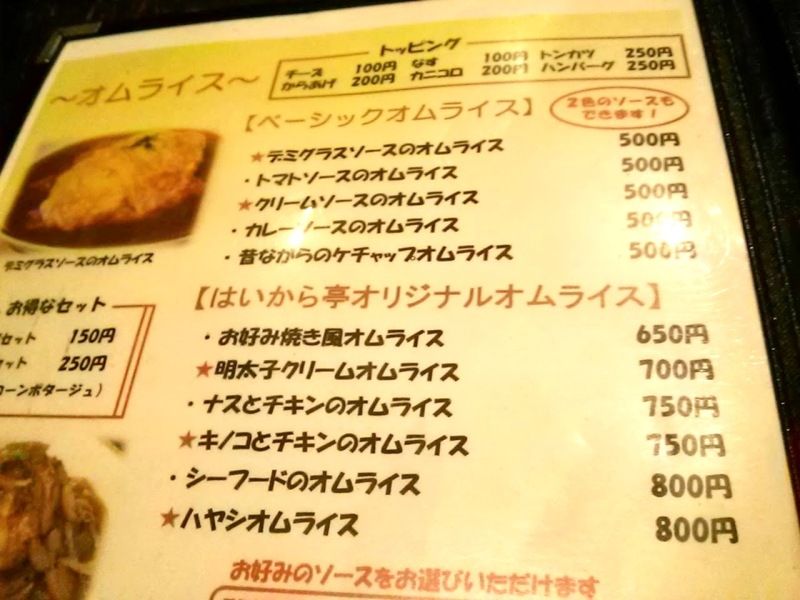 トッピング
チーズ 100円 なす 100円 トンカツ 250円
からあげ 200円 カニコロ 200円 ハンバーグ 250円
～オムライス～
【ベーシックオムライス】
2色のソースも
できます！
★デミグラスソースのオムライス 500円
・トマトソースのオムライス 500円
★クリームソースのオムライス 500円
・カレーソースのオムライス 500円
・昔ながらのケチャップオムライス 500円
デミグラスソースのオムライス
お得なセット
セット 150円
セット 250円
コーンポタージュ）
【はいから亭オリジナルオムライス】
・お好み焼き風オムライス 650円
★明太子クリームオムライス 700円
・ナスとチキンのオムライス 750円
★キノコとチキンのオムライス 750円
・シーフードのオムライス 800円
★ハヤシオムライス 800円
お好みのソースをお選びいただけます